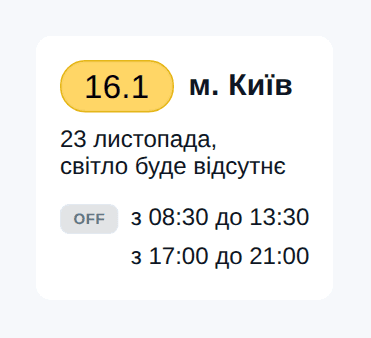 16.1 м. Київ
23 листопада,
світло буде відсутнє
OFF з 08:30 до 13:30
з 17:00 до 21:00